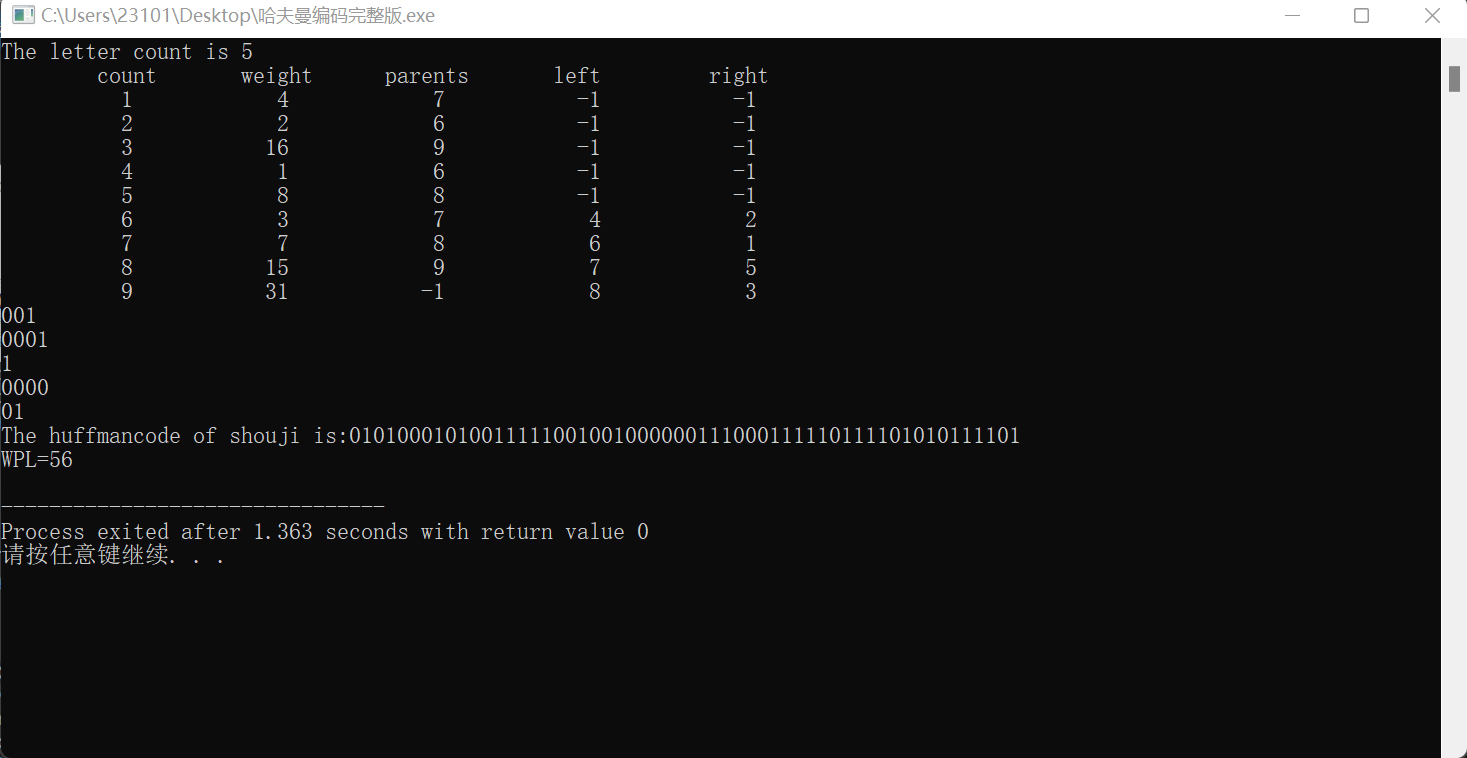 C:\Users\23101\Desktop\哈夫曼编码完整版.exe
The letter count is 5
count weight parents left right
1 4 7 -1 -1
2 2 6 -1 -1
3 16 9 -1 -1
4 1 6 -1 -1
5 8 8 -1 -1
6 3 7 4 2
7 7 8 6 1
8 15 9 7 5
9 31 -1 8 3
001
0001
1
0000
01
The huffmancode of shouji is:01010001010011111001001000000111000111110111101010111101
WPL=56
--------------------------------
Process exited after 1.363 seconds with return value 0
请按任意键继续. . .